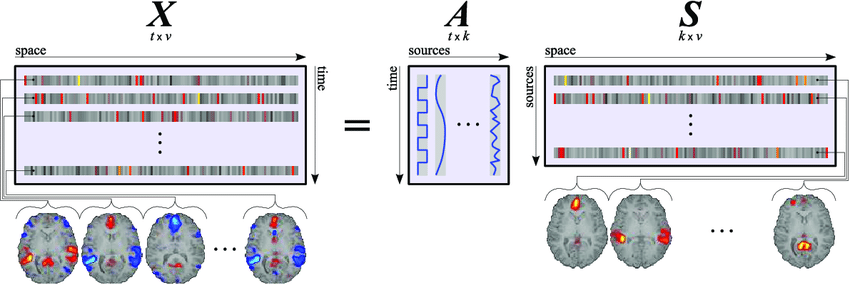 X
t x v
A
t x k
S
k x v
space
time
sources
time
space
sources
=